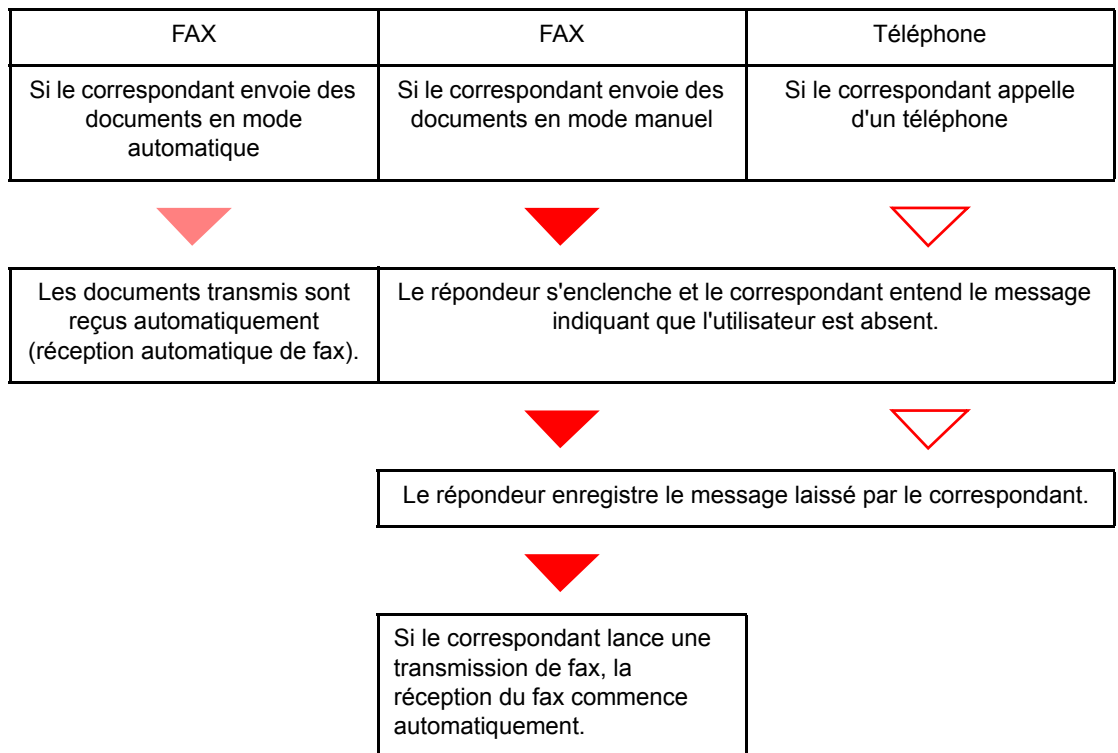 FAX
FAX
Téléphone
Si le correspondant envoie des
documents en mode
automatique
Si le correspondant envoie des
documents en mode manuel
Si le correspondant appelle
d'un téléphone
Les documents transmis sont
reçus automatiquement
(réception automatique de fax).
Le répondeur s'enclenche et le correspondant entend le message
indiquant que l'utilisateur est absent.
Le répondeur enregistre le message laissé par le correspondant.
Si le correspondant lance une
transmission de fax, la
réception du fax commence
automatiquement.